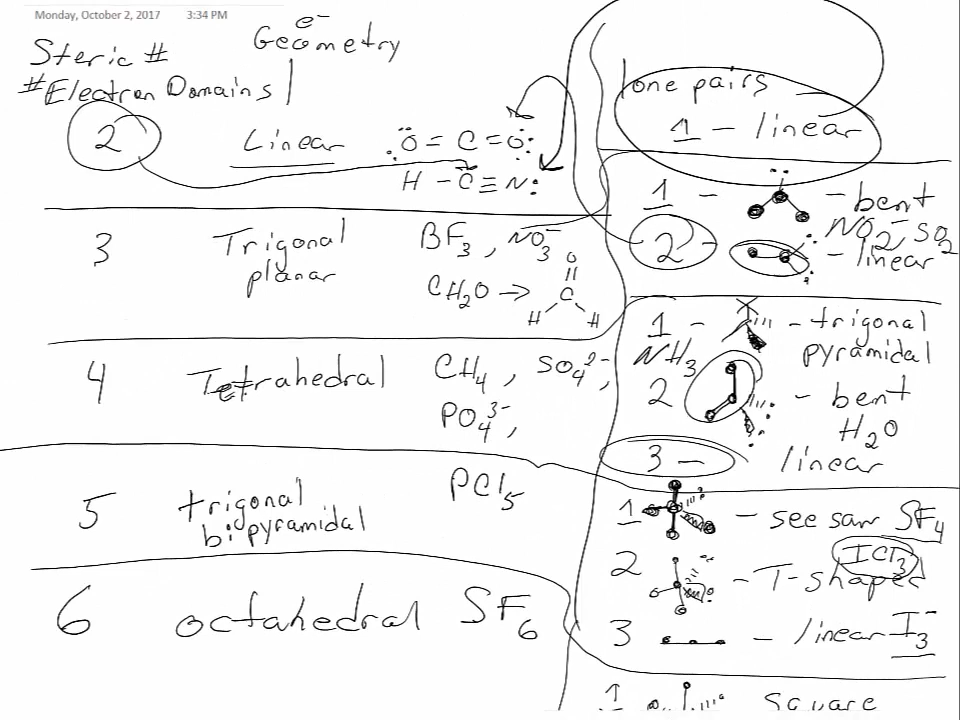 Monday, October 2, 2017 3:34 PM
Steric # e⁻ Geometry
#Electron Domains
lone pairs
2 Linear :Ö=C=Ö: 1 - linear
H-C≡N:
3 Trigonal planar BF₃, NO₃⁻
CH₂O → O C H H
1 - bent
NO₂⁻, SO₂
2 - linear
4 Tetrahedral CH₄, SO₄²⁻,
PO₄³⁻,
1 - trigonal pyramidal
NH₃
2 - bent
H₂O
3 - linear
5 trigonal bipyramidal PCl₅
1 - see saw SF₄
ICl₃
2 - T-shaped
3 - linear I₃⁻
6 octahedral SF₆
1 square